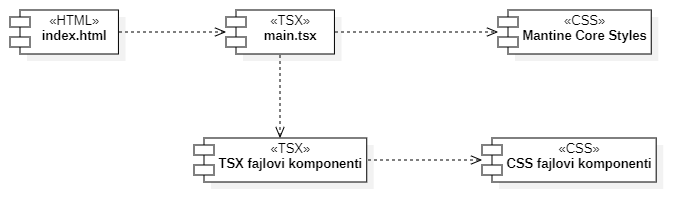 «HTML»
index.html
«TSX»
main.tsx
«CSS»
Mantine Core Styles
«TSX»
TSX fajlovi komponenti
«CSS»
CSS fajlovi komponenti